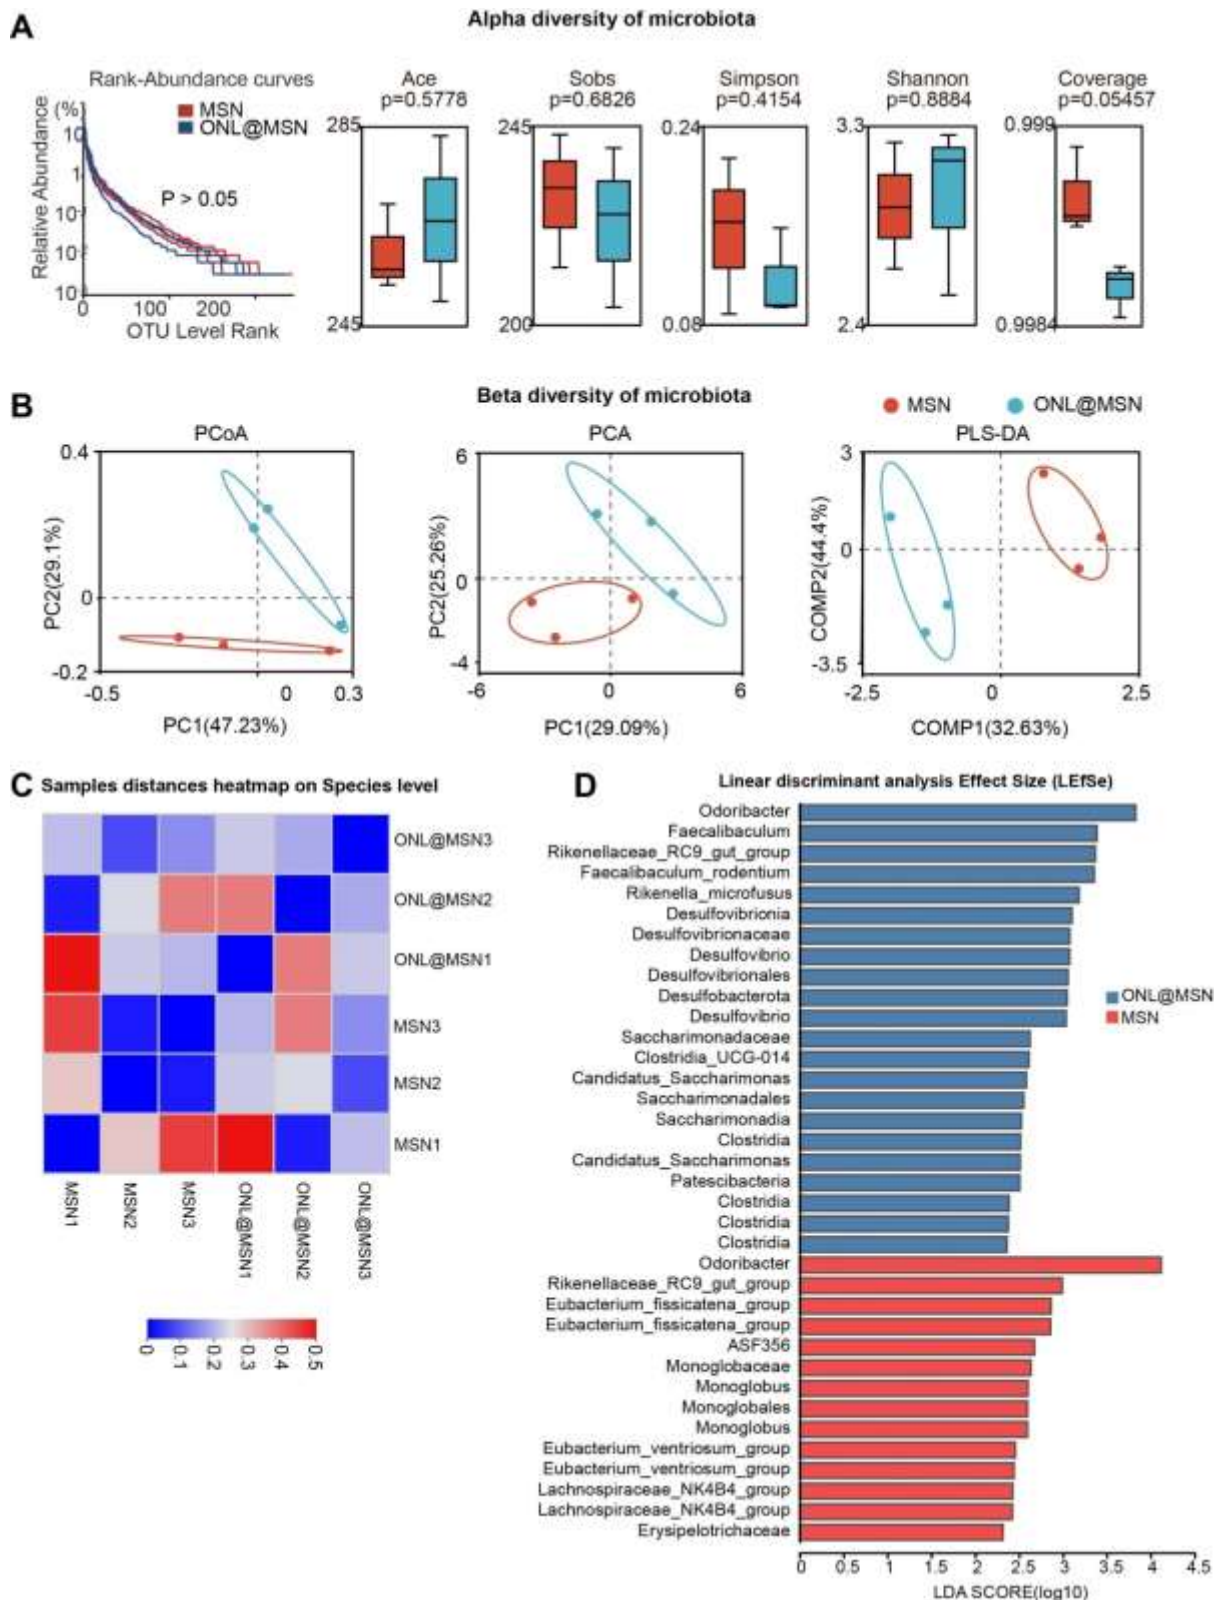 A
Alpha diversity of microbiota
Rank-Abundance curves
MSN
ONL@MSN
P > 0.05
Relative Abundance (%)
10
1
10-
10-
10
0
100
200
OTU Level Rank
Ace
p=0.5778
285
245
Sobs
p=0.6826
245
200
Simpson
p=0.4154
0.24
0.08
Shannon
p=0.8884
3.3
2.4
Coverage
p=0.05457
0.999
0.9984
B
Beta diversity of microbiota
MSN
ONL@MSN
PCoA
0.4
0
-0.2
PC2(29.1%)
-0.5
0
0.3
PC1(47.23%)
PCA
6
0
-4
PC2(25.26%)
-6
0
6
PC1(29.09%)
PLS-DA
3
0
-3.5
COMP2(44.4%)
-2.5
0
2.5
COMP1(32.63%)
C
Samples distances heatmap on Species level
ONL@MSN3
ONL@MSN2
ONL@MSN1
MSN3
MSN2
MSN1
MSN1
MSN2
MSN3
ONL@MSN1
ONL@MSN2
ONL@MSN3
0
0.1
0.2
0.3
0.4
0.5
D
Linear discriminant analysis Effect Size (LEfSe)
Odoribacter
Faecalibaculum
Rikenellaceae_RC9_gut_group
Faecalibaculum_rodentium
Rikenella_microfusus
Desulfovibrionia
Desulfovibrionaceae
Desulfovibrio
Desulfovibrionales
Desulfobacterota
Desulfovibrio
Saccharimonadaceae
Clostridia_UCG-014
Candidatus_Saccharimonas
Saccharimonadales
Saccharimonadia
Clostridia
Candidatus_Saccharimonas
Patescibacteria
Clostridia
Clostridia
Clostridia
Odoribacter
Rikenellaceae_RC9_gut_group
Eubacterium_fissicatena_group
Eubacterium_fissicatena_group
ASF356
Monoglobaceae
Monoglobus
Monoglobales
Monoglobus
Eubacterium_ventriosum_group
Eubacterium_ventriosum_group
Lachnospiraceae_NK4B4_group
Lachnospiraceae_NK4B4_group
Erysipelotrichaceae
ONL@MSN
MSN
0
0.5
1
1.5
2
2.5
3
3.5
4
4.5
LDA SCORE(log10)